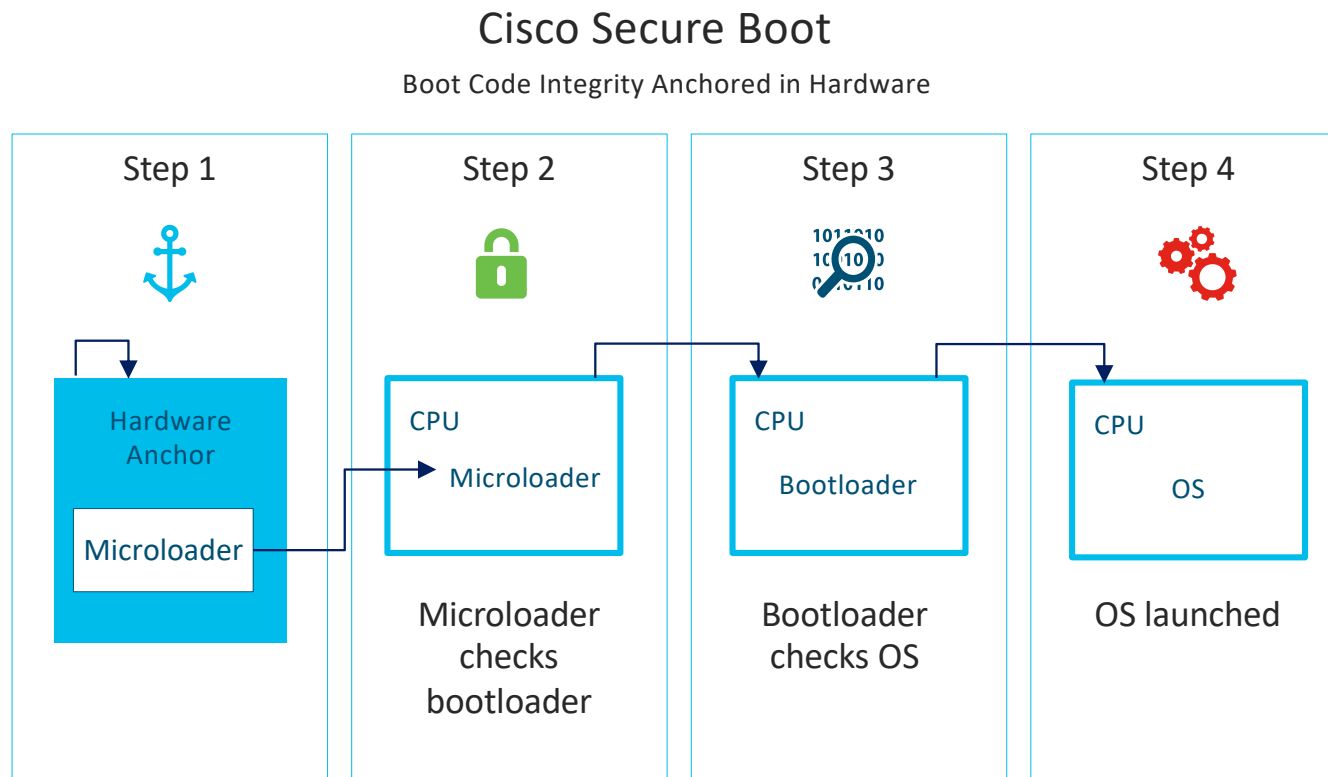 Cisco Secure Boot
Boot Code Integrity Anchored in Hardware
Step 1
Hardware
Anchor
Microloader
Step 2
CPU
Microloader
Microloader
checks
bootloader
Step 3
CPU
Bootloader
Bootloader
checks OS
Step 4
CPU
OS
OS launched